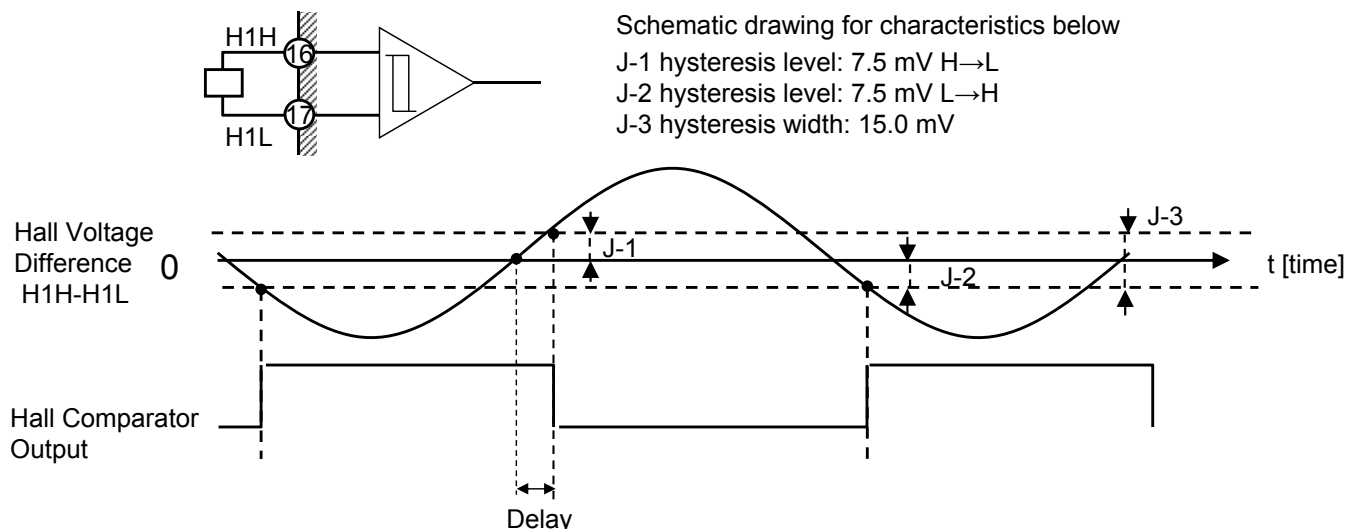 H1H
16
17
H1L
Schematic drawing for characteristics below
J-1 hysteresis level: 7.5 mV H→L
J-2 hysteresis level: 7.5 mV L→H
J-3 hysteresis width: 15.0 mV
Hall Voltage
Difference
H1H-H1L
0
J-1
J-2
J-3
t [time]
Hall Comparator
Output
Delay